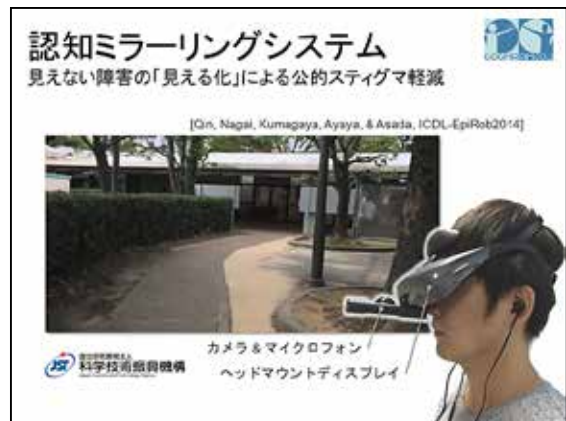 認知ミラーリングシステム
見えない障害の「見える化」による公的スティグマ軽減
[Qin, Nagai, Kumagaya, Ayaya, & Asada, ICDL-EpiRob2014]
カメラ&マイクロフォン
ヘッドマウントディスプレイ
JST
科学技術振興機構